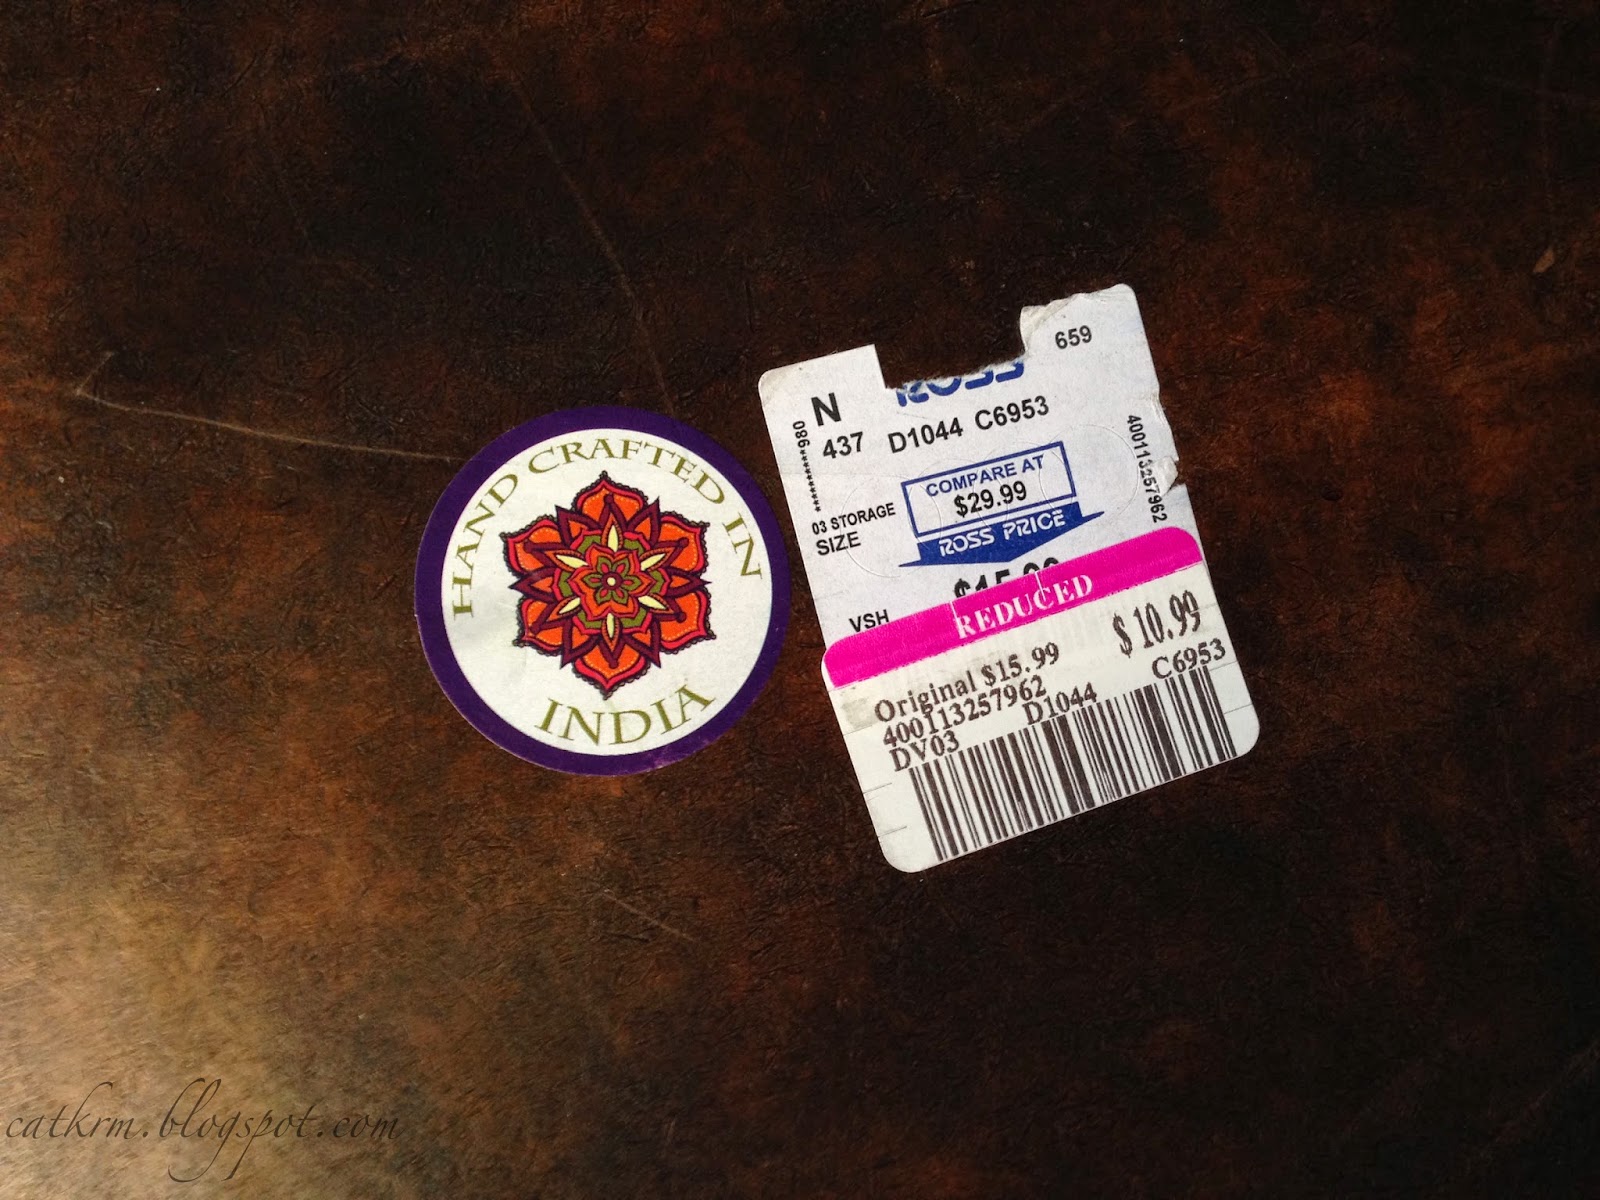 HAND CRAFTED IN
INDIA
ROSS
659
N
437 D1044 C6953
**********980
400113257962
COMPARE AT
$29.99
ROSS PRICE
03 STORAGE
SIZE
VSH
REDUCED
$10.99
Original $15.99
400113257962
DV03 D1044 C6953
catkrm.blogspot.com